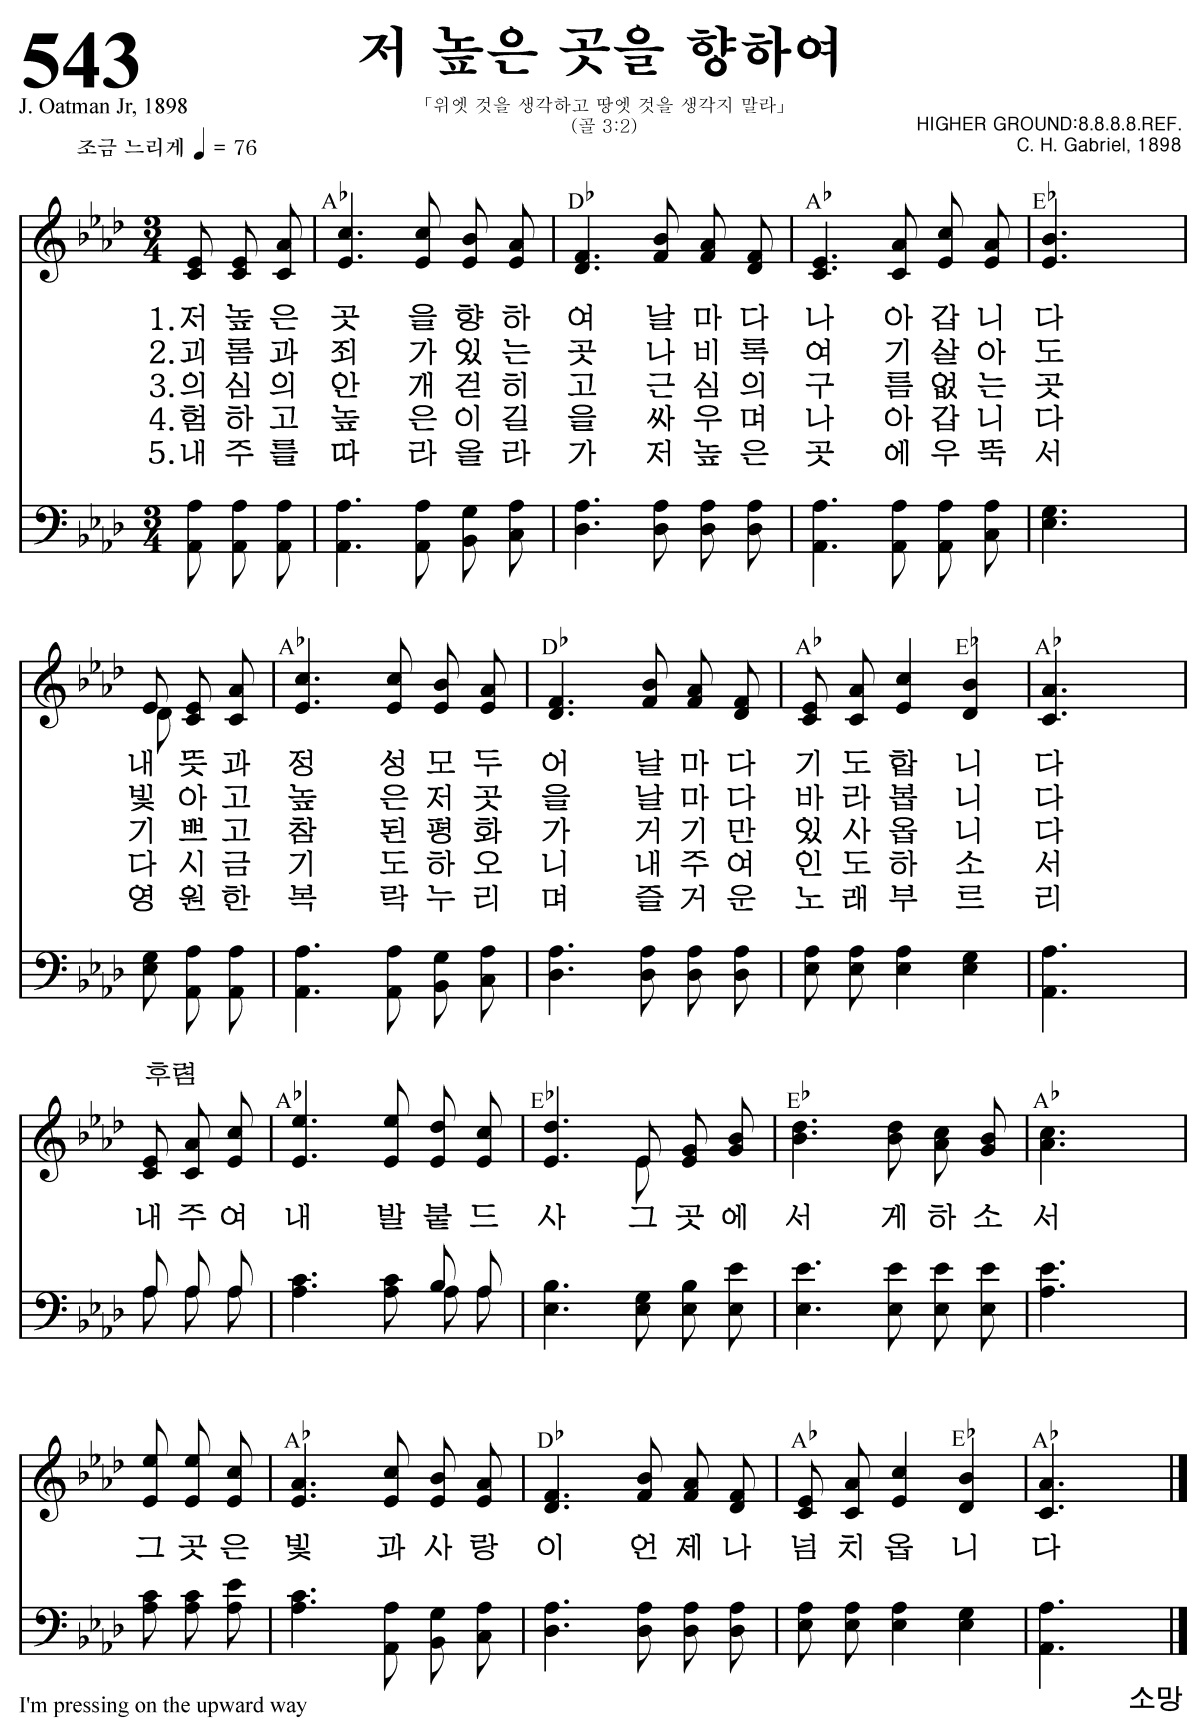 543
저 높은 곳을 향하여
J. Oatman Jr, 1898
「위엣 것을 생각하고 땅엣 것을 생각지 말라」
(골 3:2)
HIGHER GROUND:8.8.8.8.REF.
조금 느리게 ♩ = 76
C. H. Gabriel, 1898
A♭ D♭ A♭ E♭
3/4
1.저 높 은 곳 을 향 하 여 날 마 다 나 아 갑 니 다
2.괴 롬 과 죄 가 있 는 곳 나 비 록 여 기 살 아 도
3.의 심 의 안 개 걷 히 고 근 심 의 구 름 없 는 곳
4.험 하 고 높 은 이 길 을 싸 우 며 나 아 갑 니 다
5.내 주 를 따 라 올 라 가 저 높 은 곳 에 우 뚝 서
3/4
A♭ D♭ A♭ E♭ A♭
내 뜻 과 정 성 모 두 어 날 마 다 기 도 합 니 다
빛 아 고 높 은 저 곳 을 날 마 다 바 라 봅 니 다
기 쁘 고 참 된 평 화 가 거 기 만 있 사 옵 니 다
다 시 금 기 도 하 오 니 내 주 여 인 도 하 소 서
영 원 한 복 락 누 리 며 즐 거 운 노 래 부 르 리
후렴
A♭ E♭ E♭ A♭
내 주 여 내 발 붙 드 사 그 곳 에 서 게 하 소 서
A♭ D♭ A♭ E♭ A♭
그 곳 은 빛 과 사 랑 이 언 제 나 넘 치 옵 니 다
I'm pressing on the upward way
소망